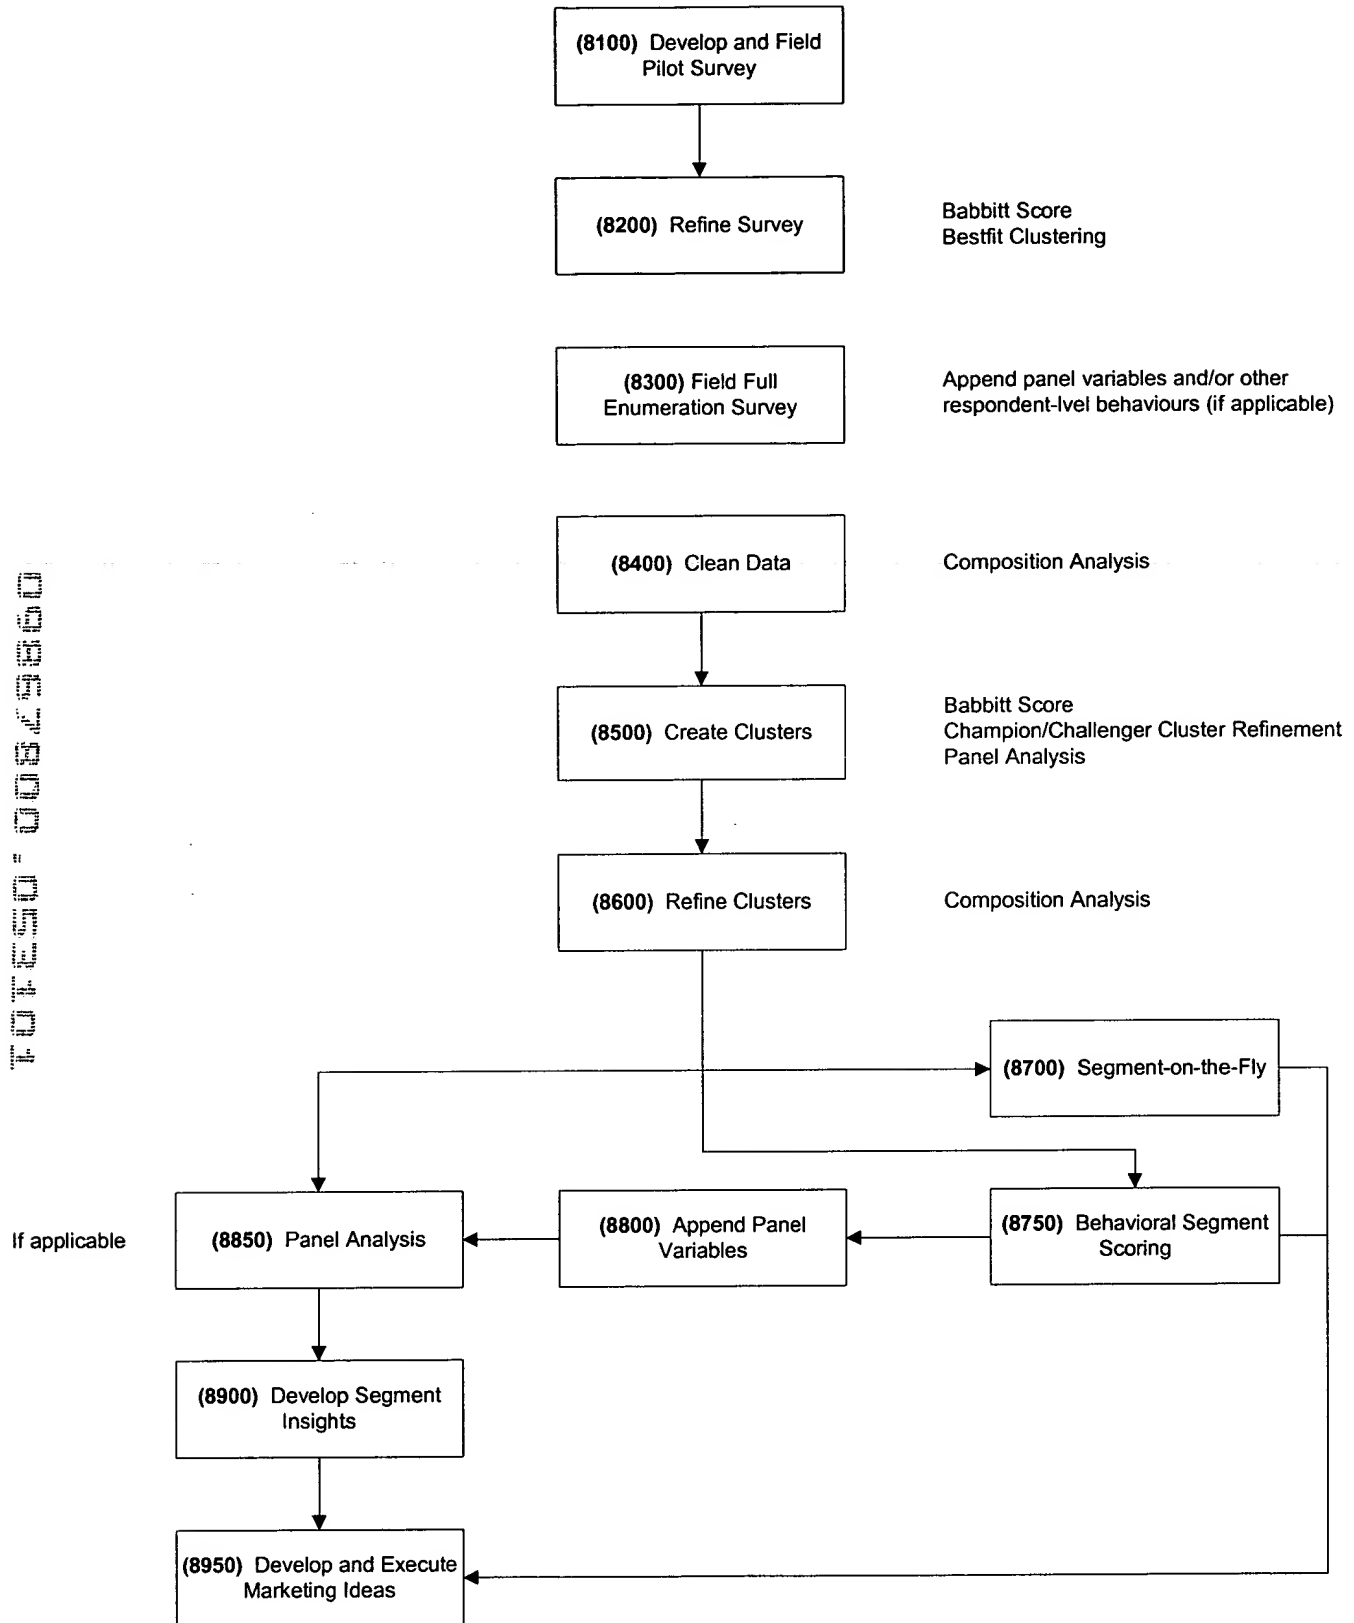 (8100) Develop and Field
Pilot Survey
(8200) Refine Survey
Babbitt Score
Bestfit Clustering
(8300) Field Full
Enumeration Survey
Append panel variables and/or other
respondent-lvel behaviours (if applicable)
(8400) Clean Data
Composition Analysis
(8500) Create Clusters
Babbitt Score
Champion/Challenger Cluster Refinement
Panel Analysis
(8600) Refine Clusters
Composition Analysis
(8700) Segment-on-the-Fly
If applicable
(8850) Panel Analysis
(8800) Append Panel
Variables
(8750) Behavioral Segment
Scoring
(8900) Develop Segment
Insights
(8950) Develop and Execute
Marketing Ideas